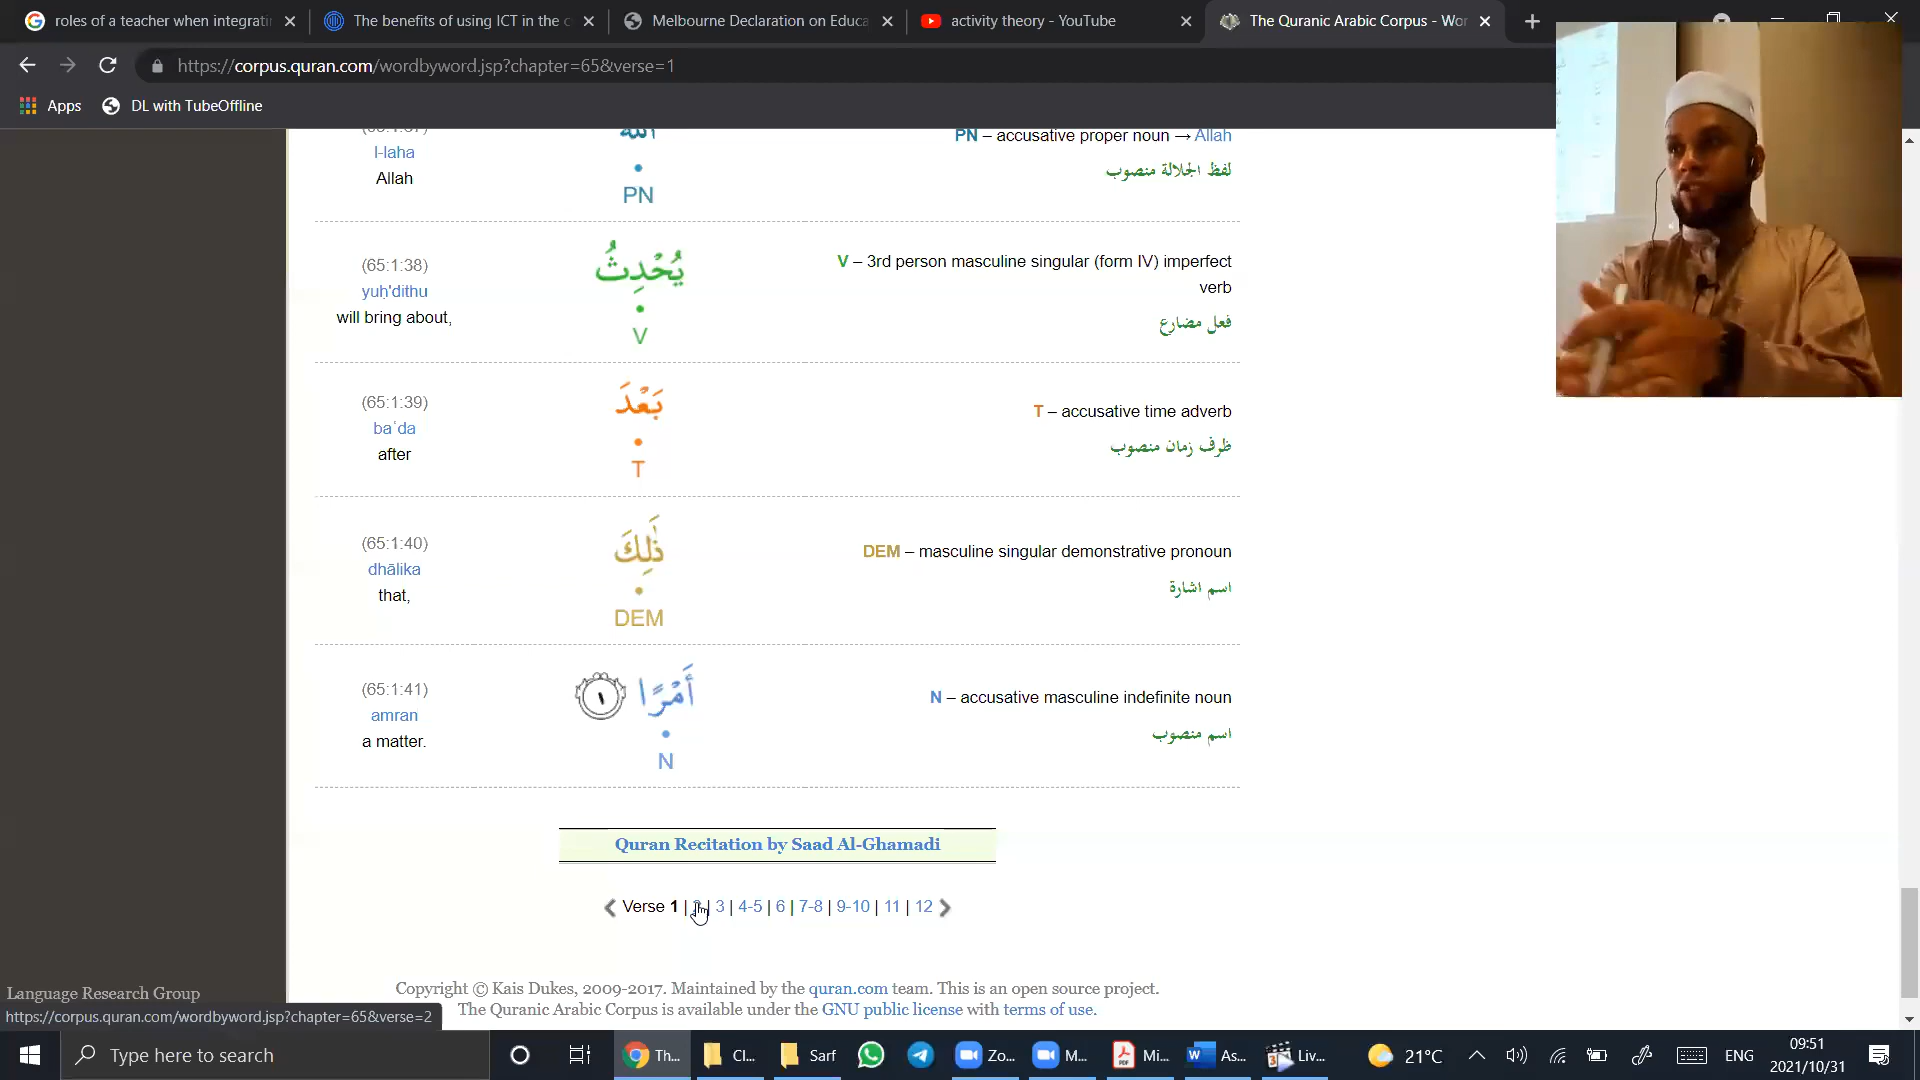 roles of a teacher when integrati
The benefits of using ICT in the c
Melbourne Declaration on Educa
activity theory - YouTube
The Quranic Arabic Corpus - Wor
https://corpus.quran.com/wordbyword.jsp?chapter=65&verse=1
Apps
DL with TubeOffline
l-laha
Allah
PN
PN – accusative proper noun → Allah
لفظ الجلالة منصوب
(65:1:38)
yuḥ'dithu
will bring about,
يُحْدِثُ
V
V – 3rd person masculine singular (form IV) imperfect
verb
فعل مضارع
(65:1:39)
baʿda
after
بَعْدَ
T
T – accusative time adverb
ظرف زمان منصوب
(65:1:40)
dhālika
that,
ذَٰلِكَ
DEM
DEM – masculine singular demonstrative pronoun
اسم اشارة
(65:1:41)
amran
a matter.
أَمْرًا ١
N
N – accusative masculine indefinite noun
اسم منصوب
Quran Recitation by Saad Al-Ghamadi
Verse 1 | | 3 | 4-5 | 6 | 7-8 | 9-10 | 11 | 12
Copyright © Kais Dukes, 2009-2017. Maintained by the quran.com team. This is an open source project.
The Quranic Arabic Corpus is available under the GNU public license with terms of use.
Language Research Group
https://corpus.quran.com/wordbyword.jsp?chapter=65&verse=2
Type here to search
Th...
Cl...
Sarf
Zo...
M...
Mi...
As...
Liv...
21°C
ENG
09:51
2021/10/31